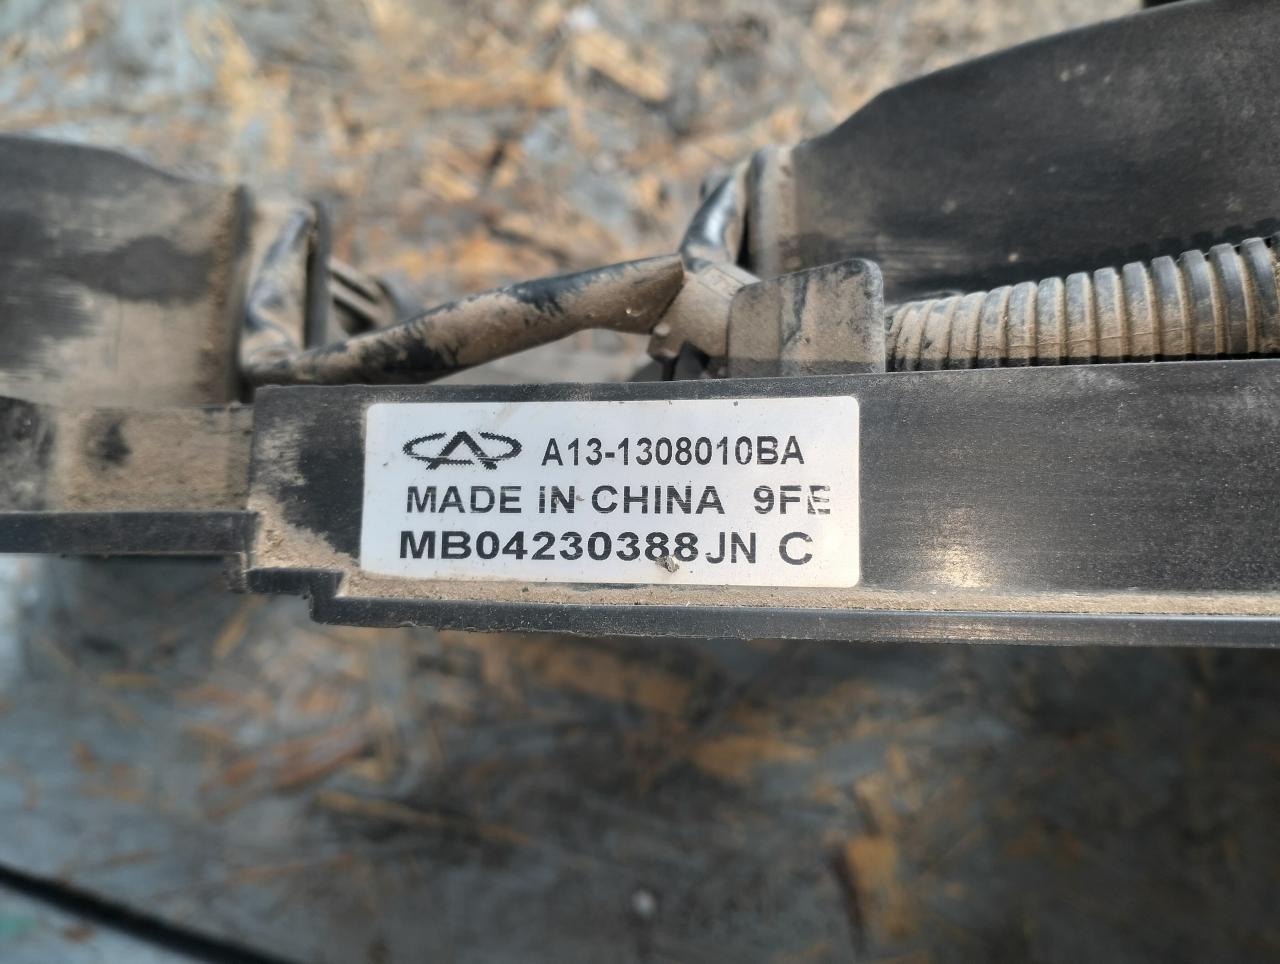 A13-1308010BA
MADE IN CHINA 9FE
MB04230388JN C